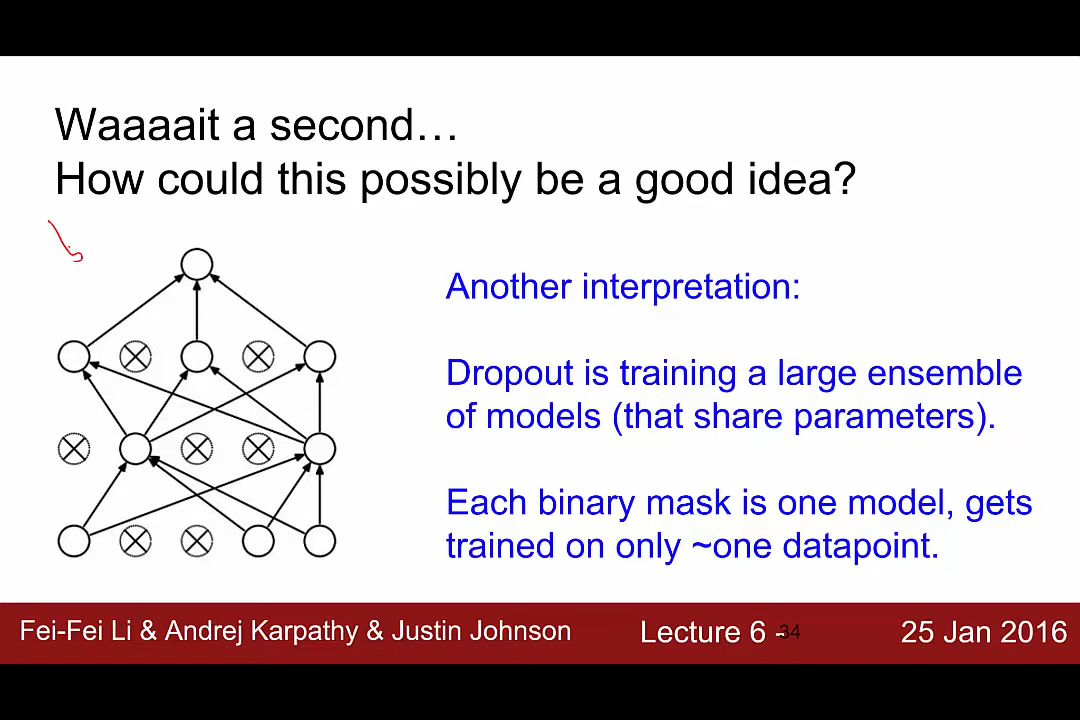 Waaaait a second…
How could this possibly be a good idea?
Another interpretation:
Dropout is training a large ensemble
of models (that share parameters).
Each binary mask is one model, gets
trained on only ~one datapoint.
Fei-Fei Li & Andrej Karpathy & Justin Johnson
Lecture 6 - 34
25 Jan 2016